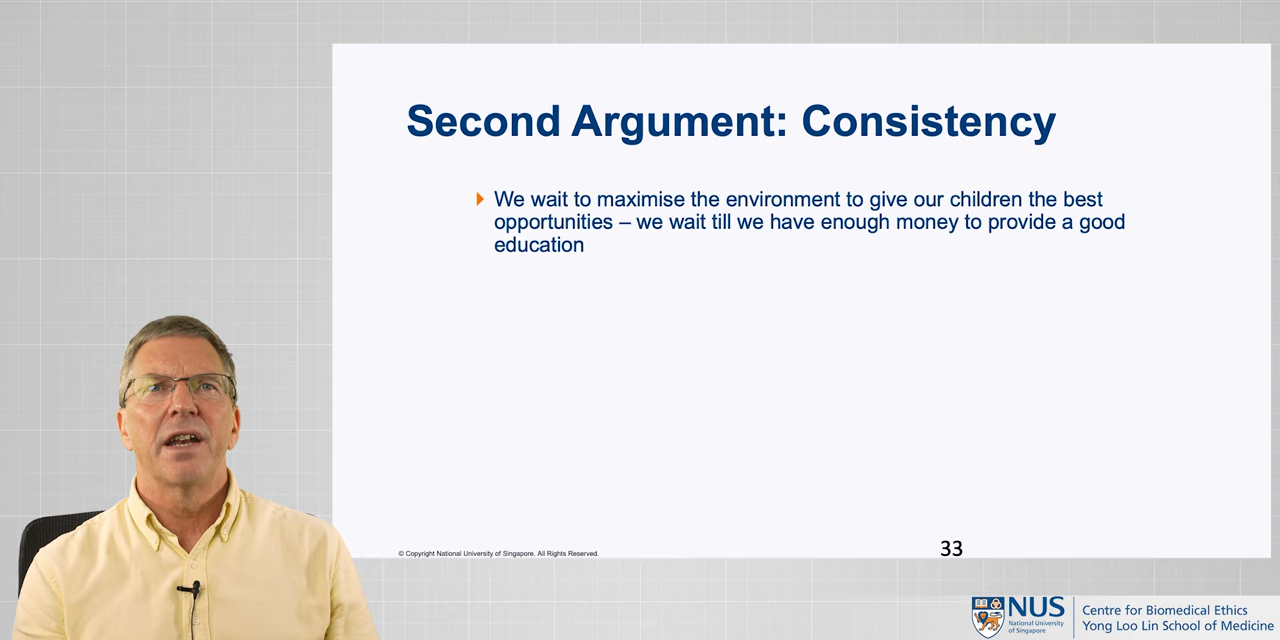 Second Argument: Consistency
We wait to maximise the environment to give our children the best
opportunities – we wait till we have enough money to provide a good
education
© Copyright National University of Singapore. All Rights Reserved.
33
NUS
National University
of Singapore
Centre for Biomedical Ethics
Yong Loo Lin School of Medicine